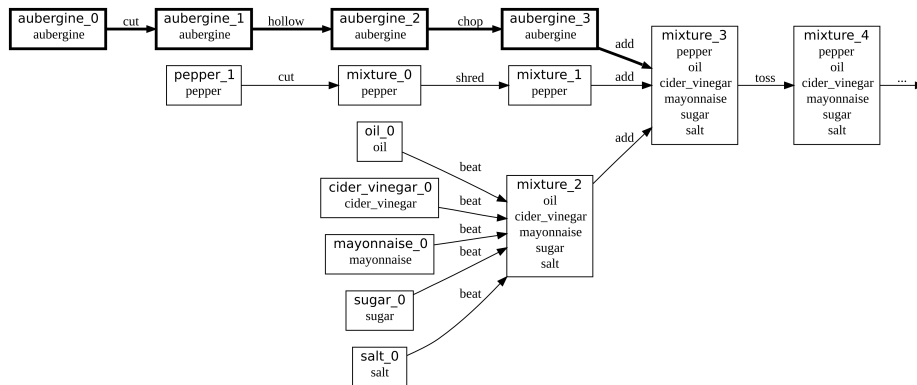 aubergine_0
aubergine
cut
aubergine_1
aubergine
hollow
aubergine_2
aubergine
chop
aubergine_3
aubergine
add
pepper_1
pepper
cut
mixture_0
pepper
shred
mixture_1
pepper
add
mixture_3
pepper
oil
cider_vinegar
mayonnaise
sugar
salt
toss
mixture_4
pepper
oil
cider_vinegar
mayonnaise
sugar
salt
...
oil_0
oil
beat
cider_vinegar_0
cider_vinegar
beat
mayonnaise_0
mayonnaise
beat
sugar_0
sugar
beat
salt_0
salt
beat
mixture_2
oil
cider_vinegar
mayonnaise
sugar
salt
add